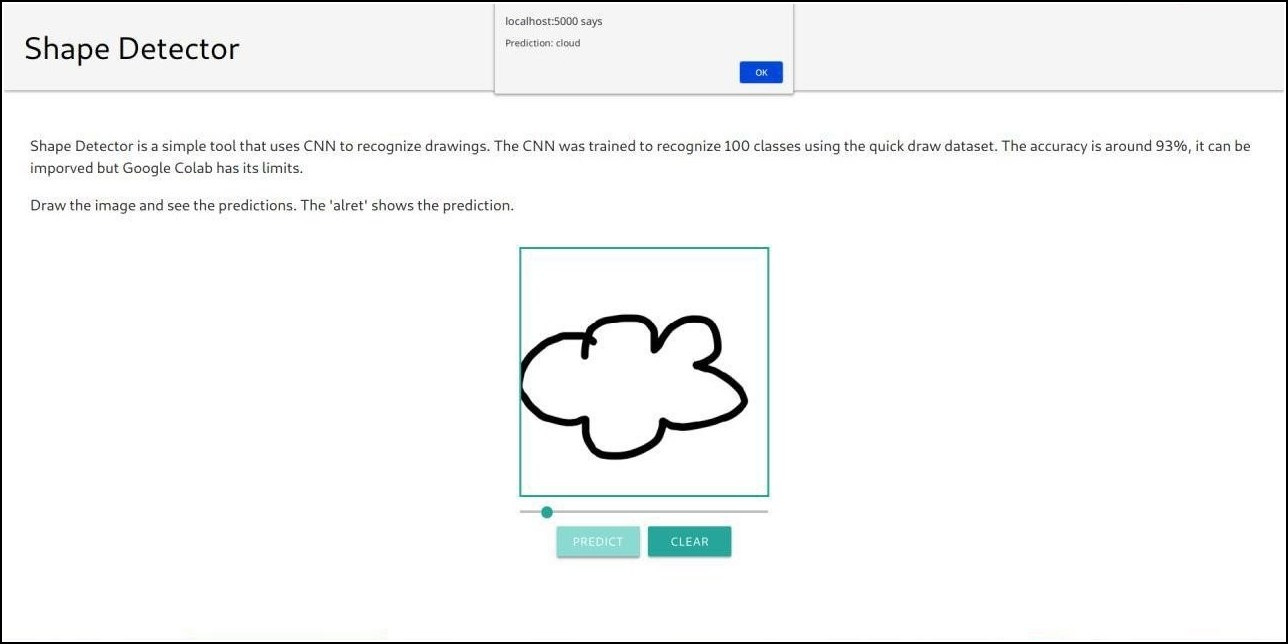 localhost:5000 says
Prediction: cloud
OK
Shape Detector
Shape Detector is a simple tool that uses CNN to recognize drawings. The CNN was trained to recognize 100 classes using the quick draw dataset. The accuracy is around 93%, it can be
imporved but Google Colab has its limits.
Draw the image and see the predictions. The 'alret' shows the prediction.
PREDICT
CLEAR